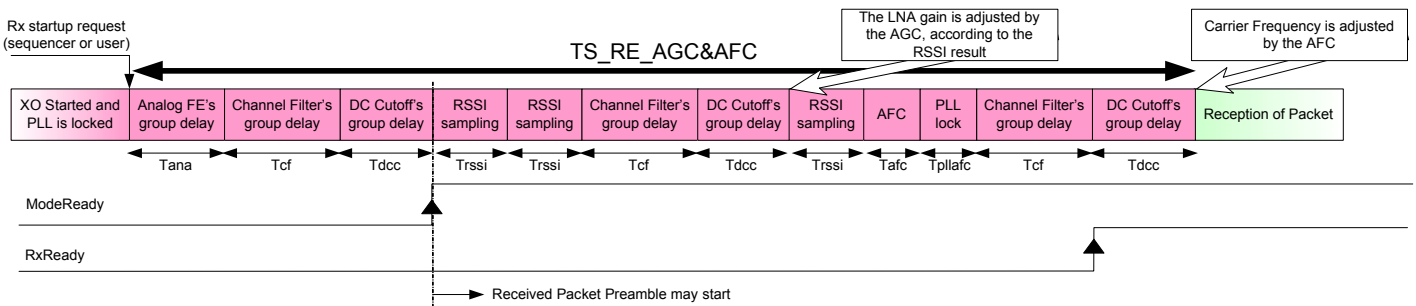 Rx startup request
(sequencer or user)
TS_RE_AGC&AFC
The LNA gain is adjusted by
the AGC, according to the
RSSI result
Carrier Frequency is adjusted
by the AFC
XO Started and
PLL is locked
Analog FE's
group delay
Channel Filter's
group delay
DC Cutoff's
group delay
RSSI
sampling
RSSI
sampling
Channel Filter's
group delay
DC Cutoff's
group delay
RSSI
sampling
AFC
PLL
lock
Channel Filter's
group delay
DC Cutoff's
group delay
Reception of Packet
Tana
Tcf
Tdcc
Trssi
Trssi
Tcf
Tdcc
Trssi
Tafc
Tpllafc
Tcf
Tdcc
ModeReady
RxReady
Received Packet Preamble may start